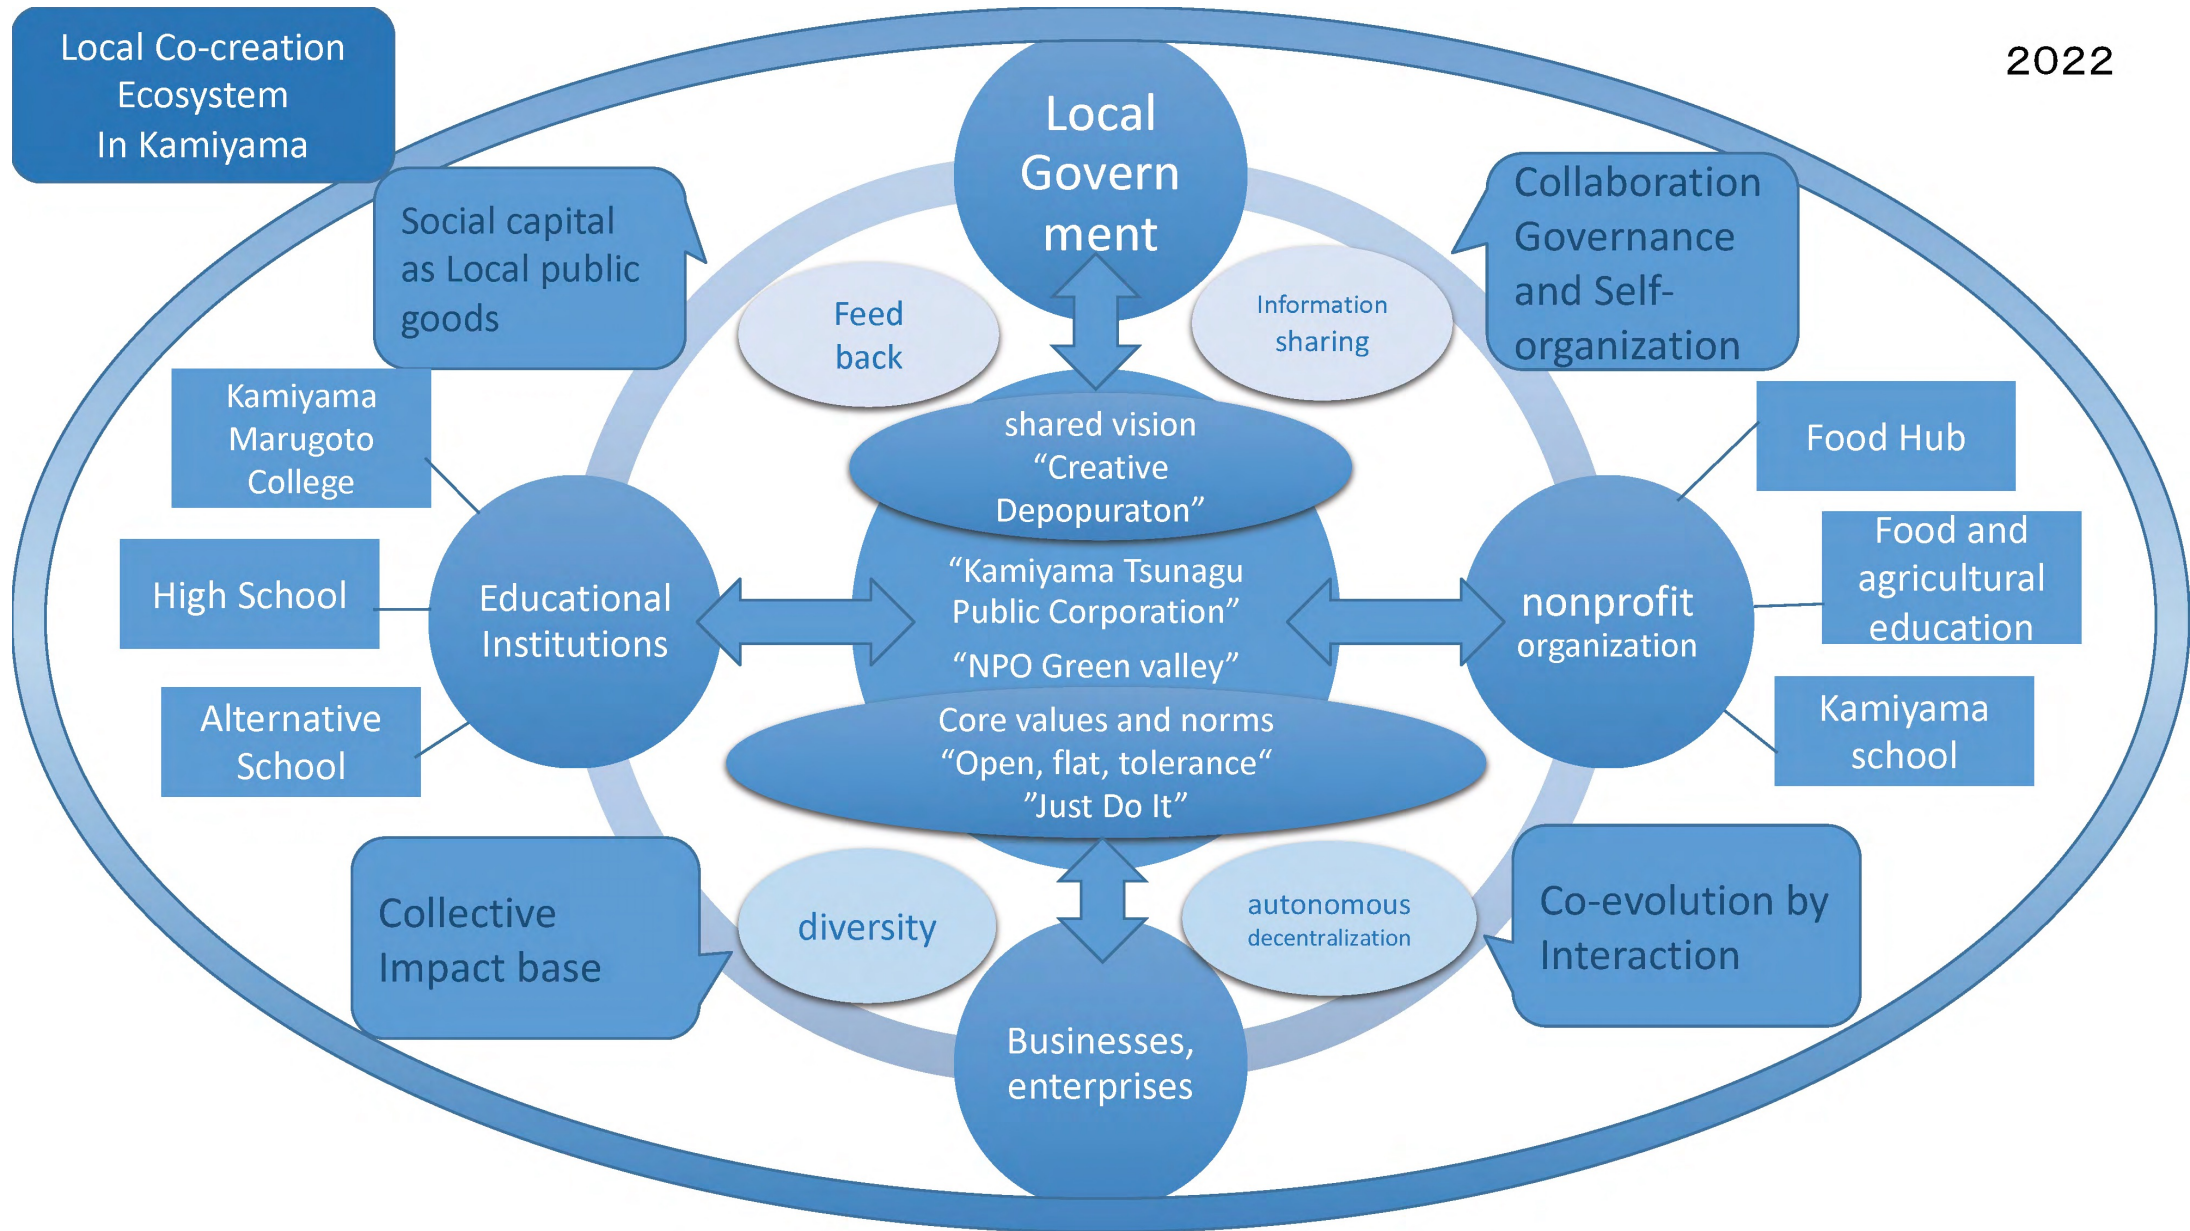 Local Co-creation
Ecosystem
In Kamiyama
2022
Local
Govern
ment
Social capital
as Local public
goods
Collaboration
Governance
and Self-
organization
Feed
back
Information
sharing
Kamiyama
Marugoto
College
High School
Alternative
School
Educational
Institutions
shared vision
“Creative
Depopuraton”
“Kamiyama Tsunagu
Public Corporation”
“NPO Green valley”
Core values and norms
“Open, flat, tolerance“
”Just Do It”
nonprofit
organization
Food Hub
Food and
agricultural
education
Kamiyama
school
Collective
Impact base
diversity
autonomous
decentralization
Co-evolution by
Interaction
Businesses,
enterprises